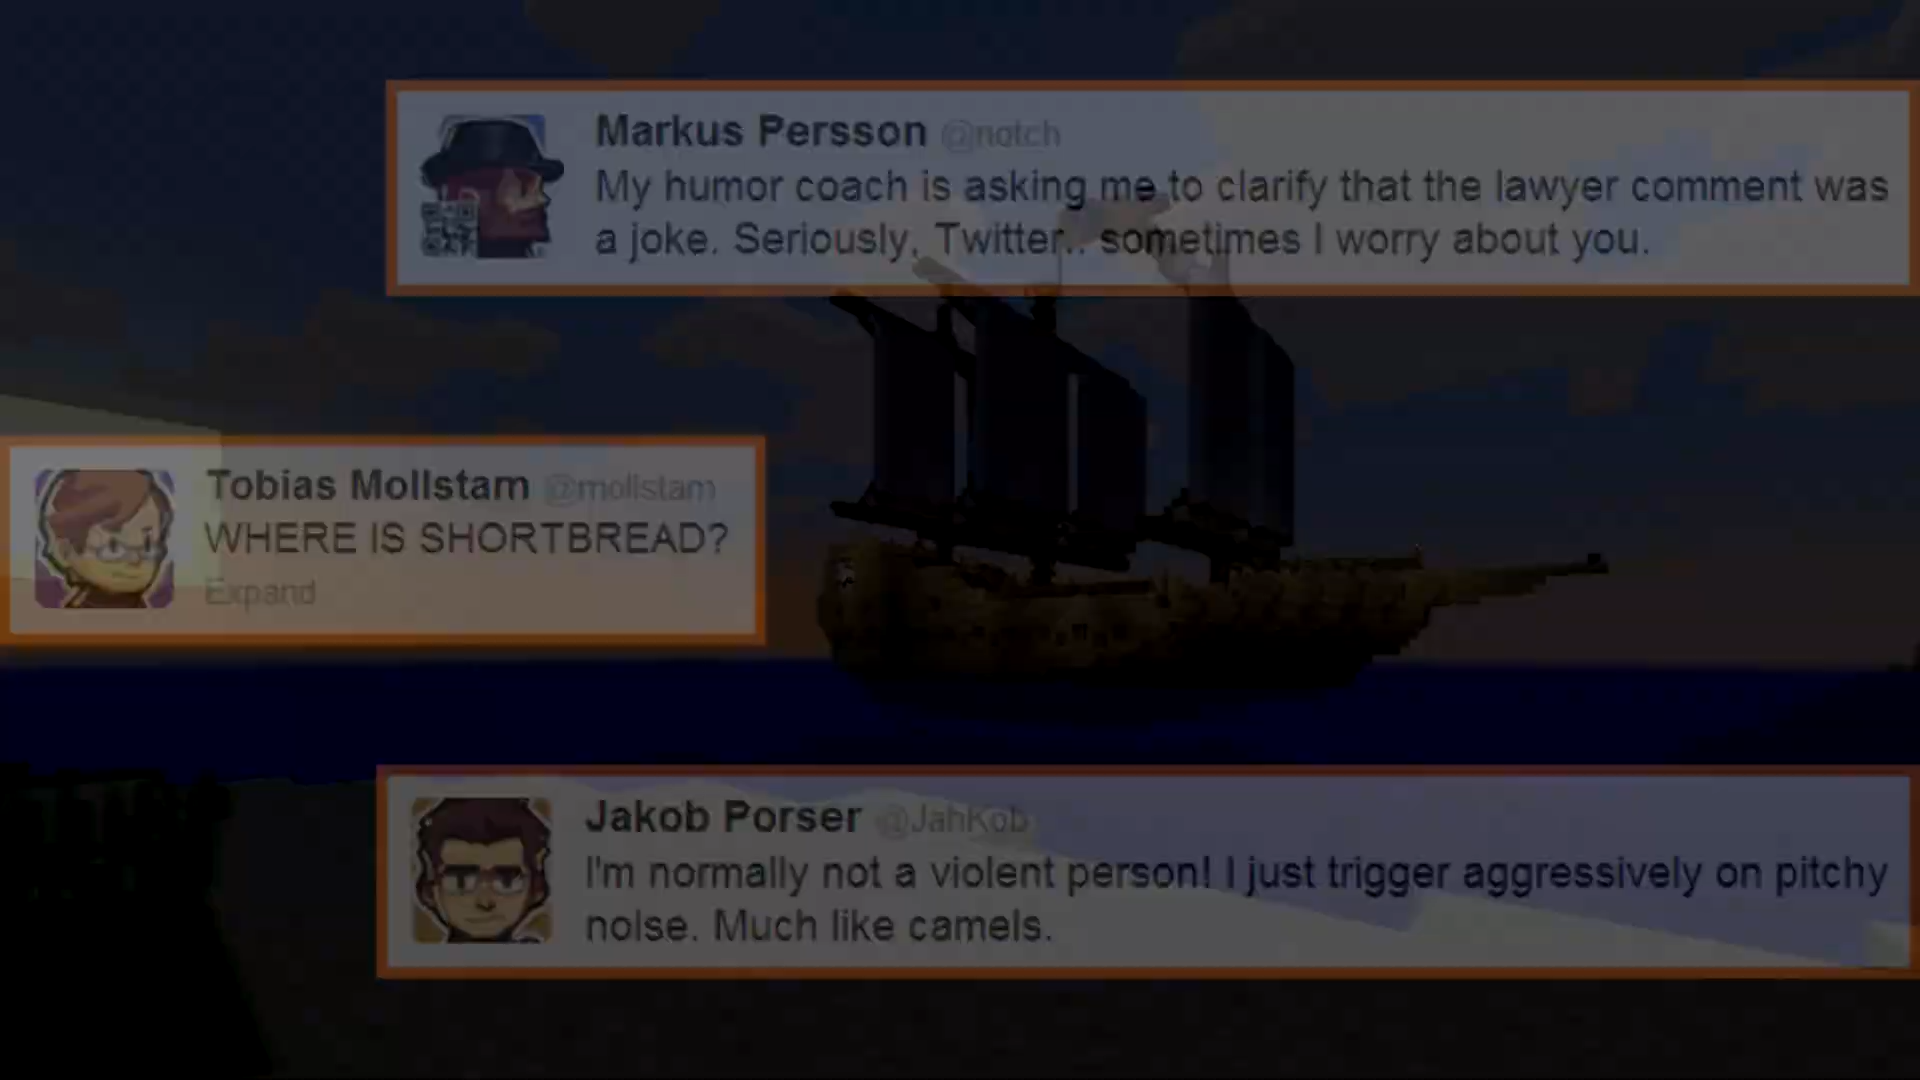 Markus Persson @notch
My humor coach is asking me to clarify that the lawyer comment was
a joke. Seriously, Twitter.. sometimes I worry about you.
Tobias Mollstam @mollstam
WHERE IS SHORTBREAD?
Expand
Jakob Porser @JahKob
I'm normally not a violent person! I just trigger aggressively on pitchy
noise. Much like camels.